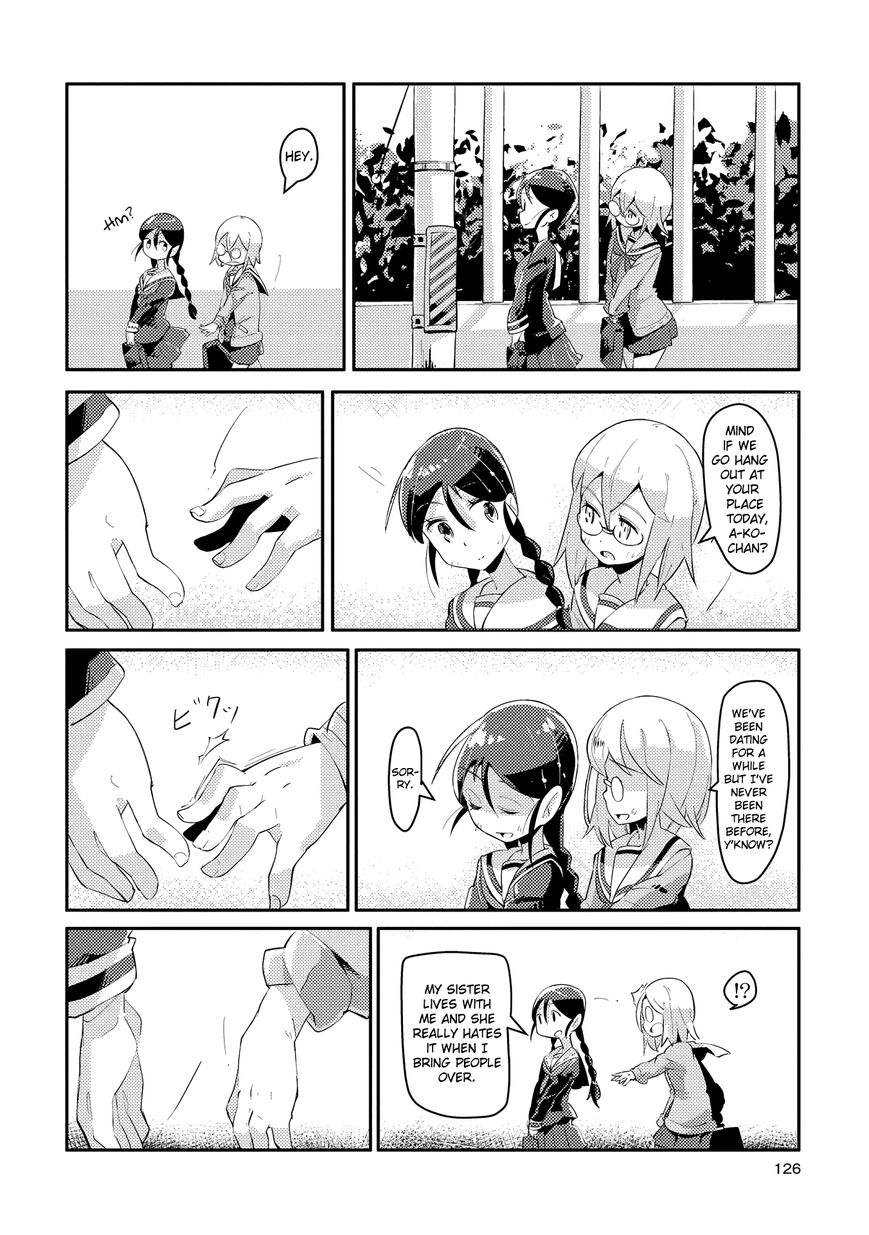 HEY.
HM?
MIND
IF WE
GO HANG
OUT AT
YOUR
PLACE
TODAY,
A-KO-
CHAN?
WE'VE
BEEN
DATING
FOR A
WHILE
BUT I'VE
NEVER
BEEN
THERE
BEFORE,
Y'KNOW?
SOR-
RY.
ビクッ
!?
MY SISTER
LIVES WITH
ME AND SHE
REALLY HATES
IT WHEN I
BRING PEOPLE
OVER.
126